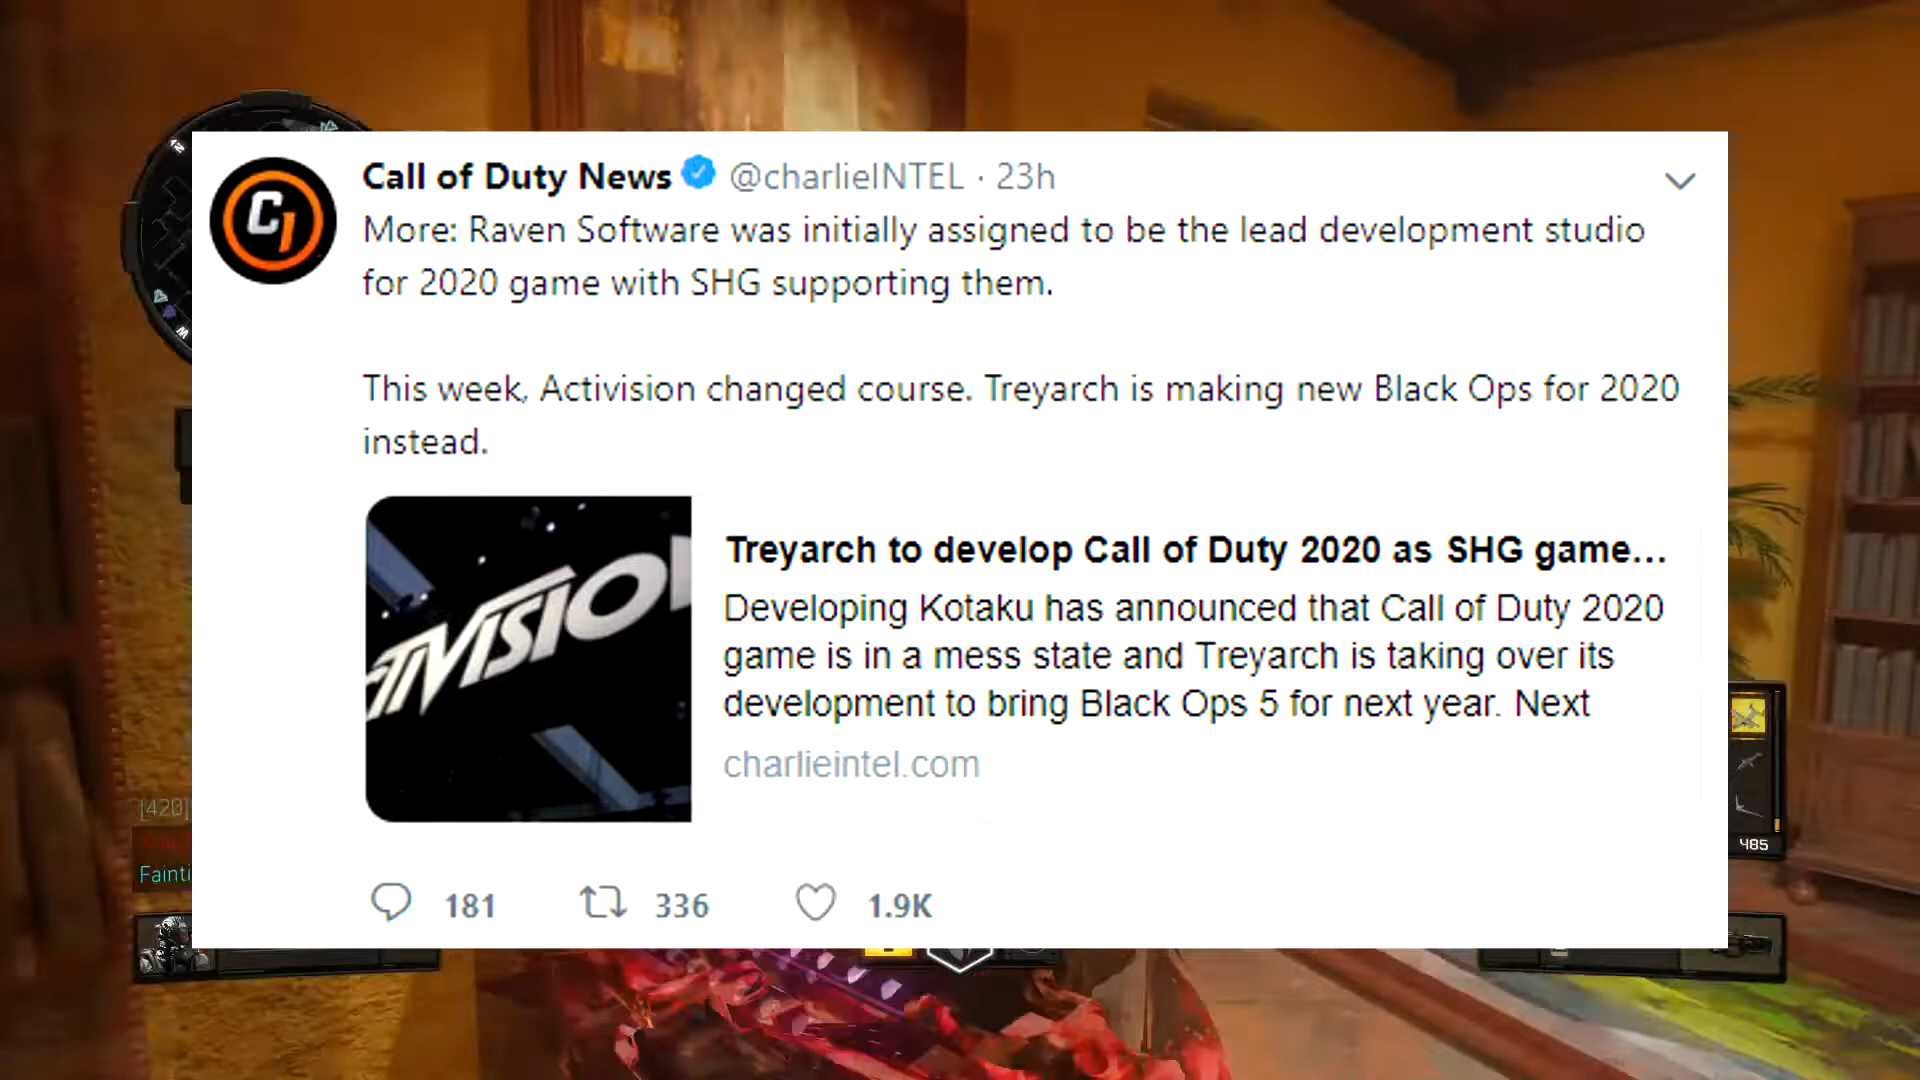 Call of Duty News @charlieINTEL · 23h
More: Raven Software was initially assigned to be the lead development studio
for 2020 game with SHG supporting them.
This week, Activision changed course. Treyarch is making new Black Ops for 2020
instead.
CTIVISION
Treyarch to develop Call of Duty 2020 as SHG game...
Developing Kotaku has announced that Call of Duty 2020
game is in a mess state and Treyarch is taking over its
development to bring Black Ops 5 for next year. Next
charlieintel.com
[420]
Fainti
485
181 336 1.9K